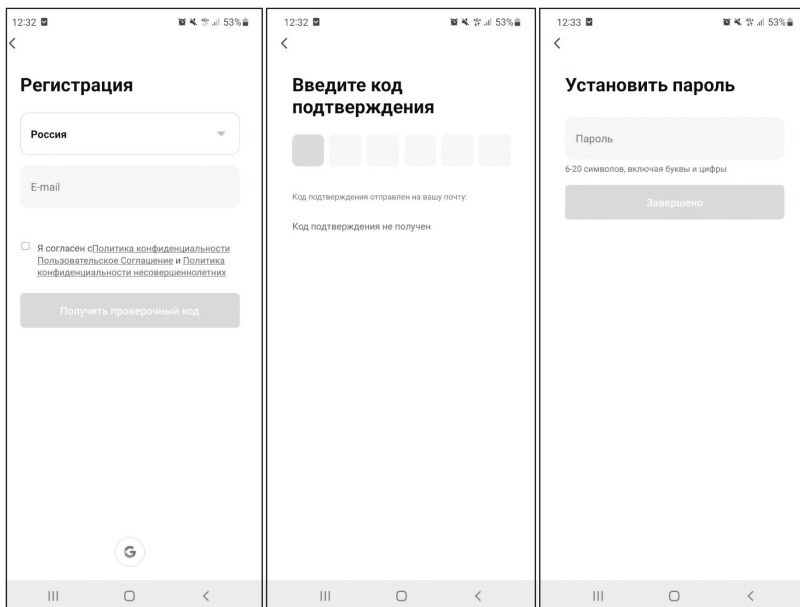 12:32
53%
Регистрация
Россия
E-mail
Я согласен сПолитика конфиденциальности
Пользовательское Соглашение и Политика
конфиденциальности несовершеннолетних
Получить проверочный код
G
12:32
53%
Введите код
подтверждения
Код подтверждения отправлен на вашу почту:
Код подтверждения не получен
12:33
53%
Установить пароль
Пароль
6-20 символов, включая буквы и цифры
Завершено